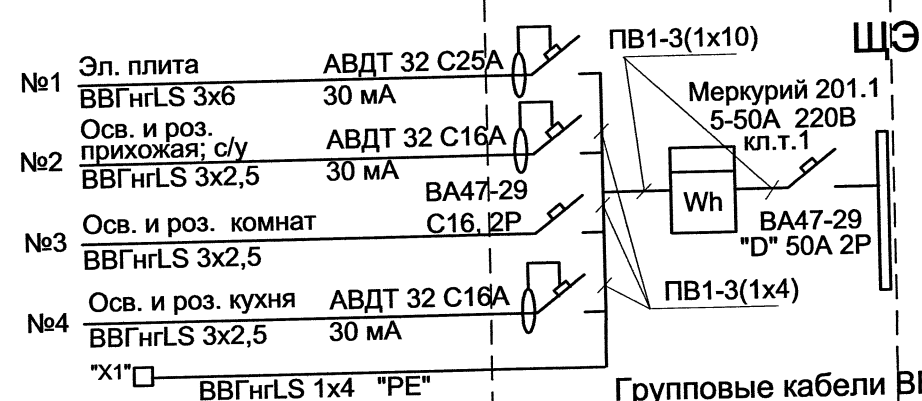 №1 Эл. плита АВДТ 32 С25А
ВВГнгLS 3х6 30 мА
Осв. и роз.
№2 прихожая; с/у АВДТ 32 С16А
ВВГнгLS 3х2,5 30 мА
ВА47-29
№3 Осв. и роз. комнат С16, 2Р
ВВГнгLS 3х2,5
№4 Осв. и роз. кухня АВДТ 32 С16А
ВВГнгLS 3х2,5 30 мА
"Х1"
ВВГнгLS 1х4 "РЕ"
ПВ1-3(1х10)
ЩЭ
Меркурий 201.1
5-50А 220В
кл.т.1
Wh
ВА47-29
"D" 50А 2Р
ПВ1-3(1х4)
Групповые кабели